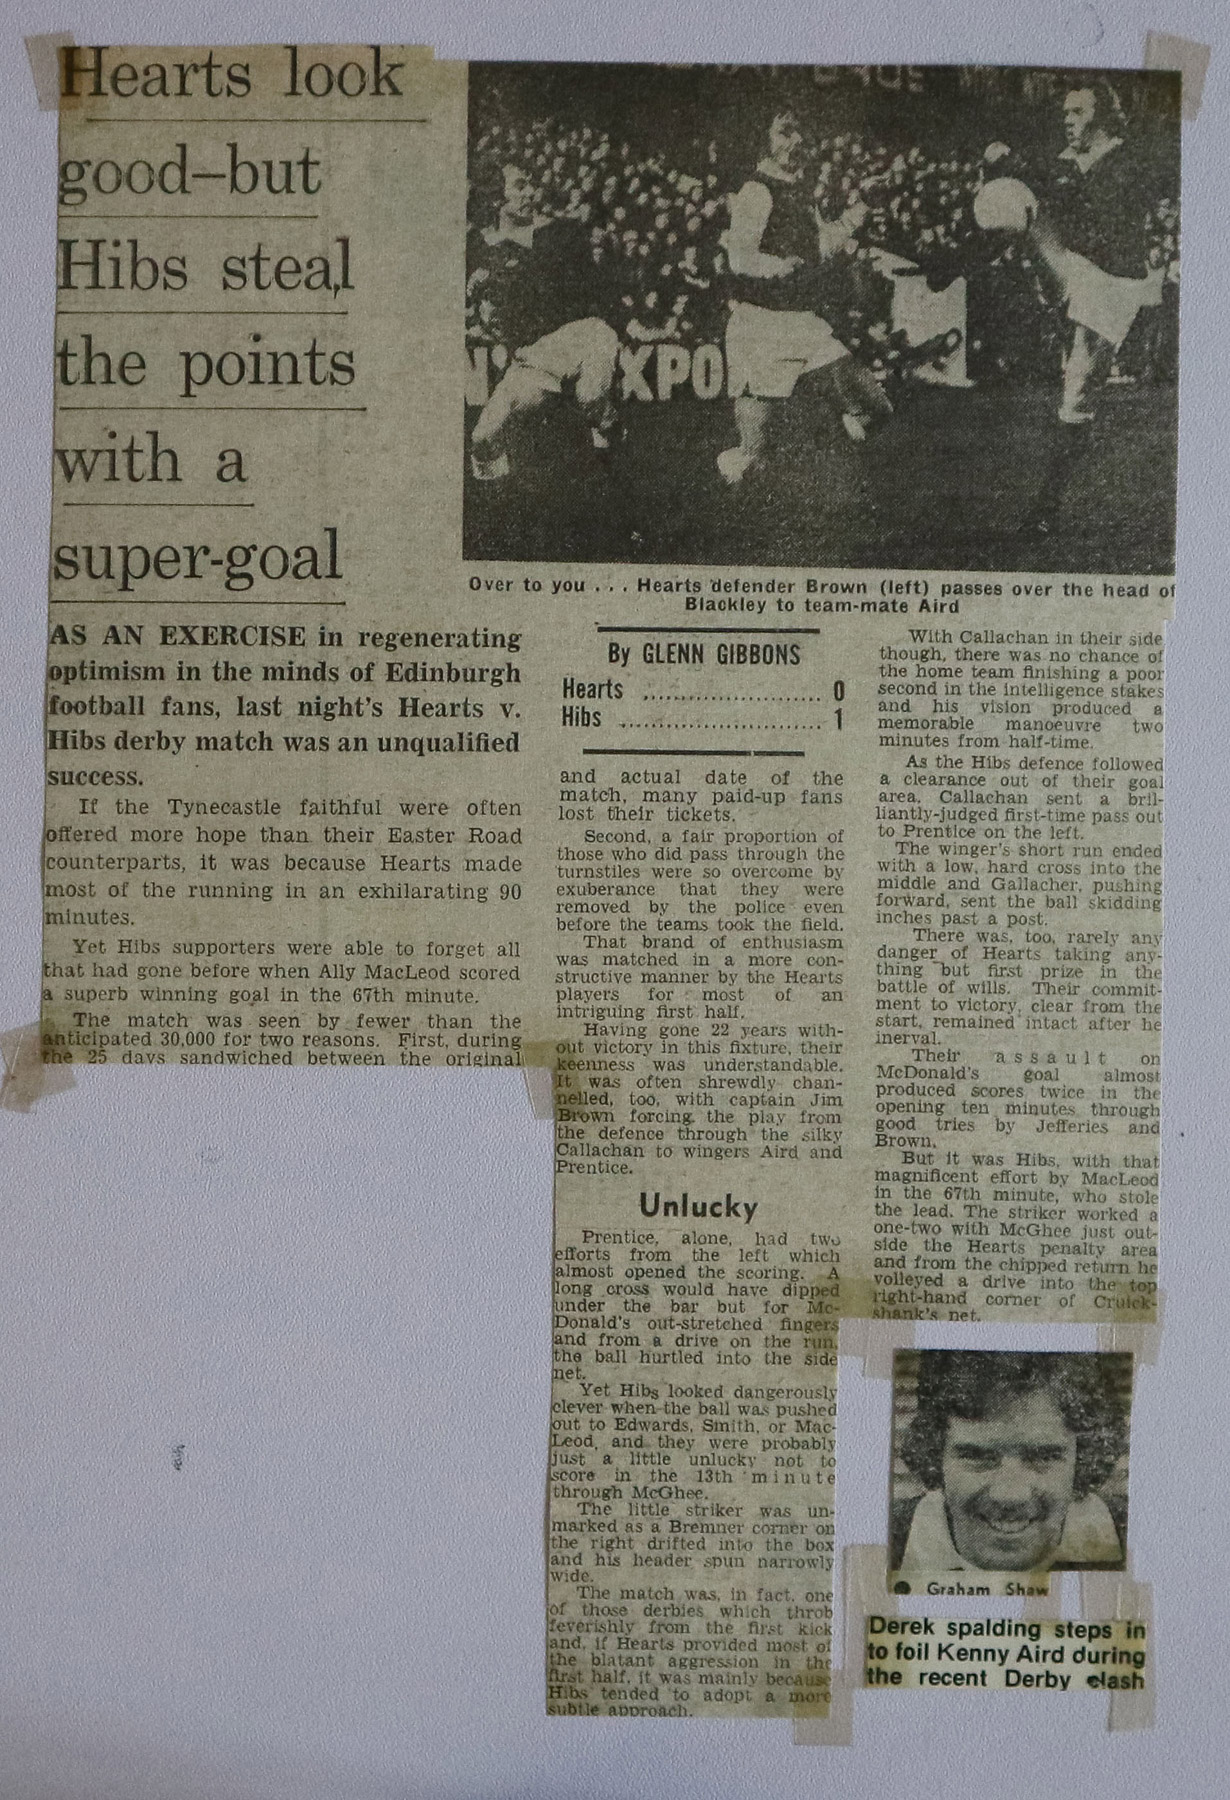 Hearts look
good—but
Hibs steal
the points
with a
super-goal
XPO
Over to you . . . Hearts defender Brown (left) passes over the head of
Blackley to team-mate Aird
AS AN EXERCISE in regenerating
optimism in the minds of Edinburgh
football fans, last night's Hearts v.
Hibs derby match was an unqualified
success.
If the Tynecastle faithful were often
offered more hope than their Easter Road
counterparts, it was because Hearts made
most of the running in an exhilarating 90
minutes.
Yet Hibs supporters were able to forget all
that had gone before when Ally MacLeod scored
a superb winning goal in the 67th minute.
The match was seen by fewer than the
anticipated 30,000 for two reasons. First, during
the 25 days sandwiched between the original
By GLENN GIBBONS
Hearts ........................ 0
Hibs ........................... 1
and actual date of the
match, many paid-up fans
lost their tickets.
Second, a fair proportion of
those who did pass through the
turnstiles were so overcome by
exuberance that they were
removed by the police even
before the teams took the field.
That brand of enthusiasm
was matched in a more con-
structive manner by the Hearts
players for most of an
intriguing first half.
Having gone 22 years with-
out victory in this fixture, their
keenness was understandable.
It was often shrewdly chan-
nelled, too, with captain Jim
Brown forcing the play from
the defence through the silky
Callachan to wingers Aird and
Prentice.
Unlucky
Prentice, alone, had two
efforts from the left which
almost opened the scoring. A
long cross would have dipped
under the bar but for Mc-
Donald's out-stretched fingers
and from a drive on the run,
the ball hurtled into the side
net.
Yet Hibs looked dangerously
clever when the ball was pushed
out to Edwards, Smith, or Mac-
Leod, and they were probably
just a little unlucky not to
score in the 13th minute
through McGhee.
The little striker was un-
marked as a Bremner corner on
the right drifted into the box
and his header spun narrowly
wide.
The match was, in fact, one
of those derbies which throb
feverishly from the first kick
and, if Hearts provided most of
the blatant aggression in the
first half, it was mainly because
Hibs tended to adopt a more
subtle approach.
With Callachan in their side
though, there was no chance of
the home team finishing a poor
second in the intelligence stakes
and his vision produced a
memorable manoeuvre two
minutes from half-time.
As the Hibs defence followed
a clearance out of their goal
area, Callachan sent a bril-
liantly-judged first-time pass out
to Prentice on the left.
The winger's short run ended
with a low, hard cross into the
middle and Gallacher, pushing
forward, sent the ball skidding
inches past a post.
There was, too, rarely any
danger of Hearts taking any-
thing but first prize in the
battle of wills. Their commit-
ment to victory, clear from the
start, remained intact after he
inerval.
Their assault on
McDonald's goal almost
produced scores twice in the
opening ten minutes through
good tries by Jefferies and
Brown.
But it was Hibs, with that
magnificent effort by MacLeod
in the 67th minute, who stole
the lead. The striker worked a
one-two with McGhee just out-
side the Hearts penalty area
and from the chipped return he
volleyed a drive into the top
right-hand corner of Cruick-
shank's net.
● Graham Shaw
Derek spalding steps in
to foil Kenny Aird during
the recent Derby clash